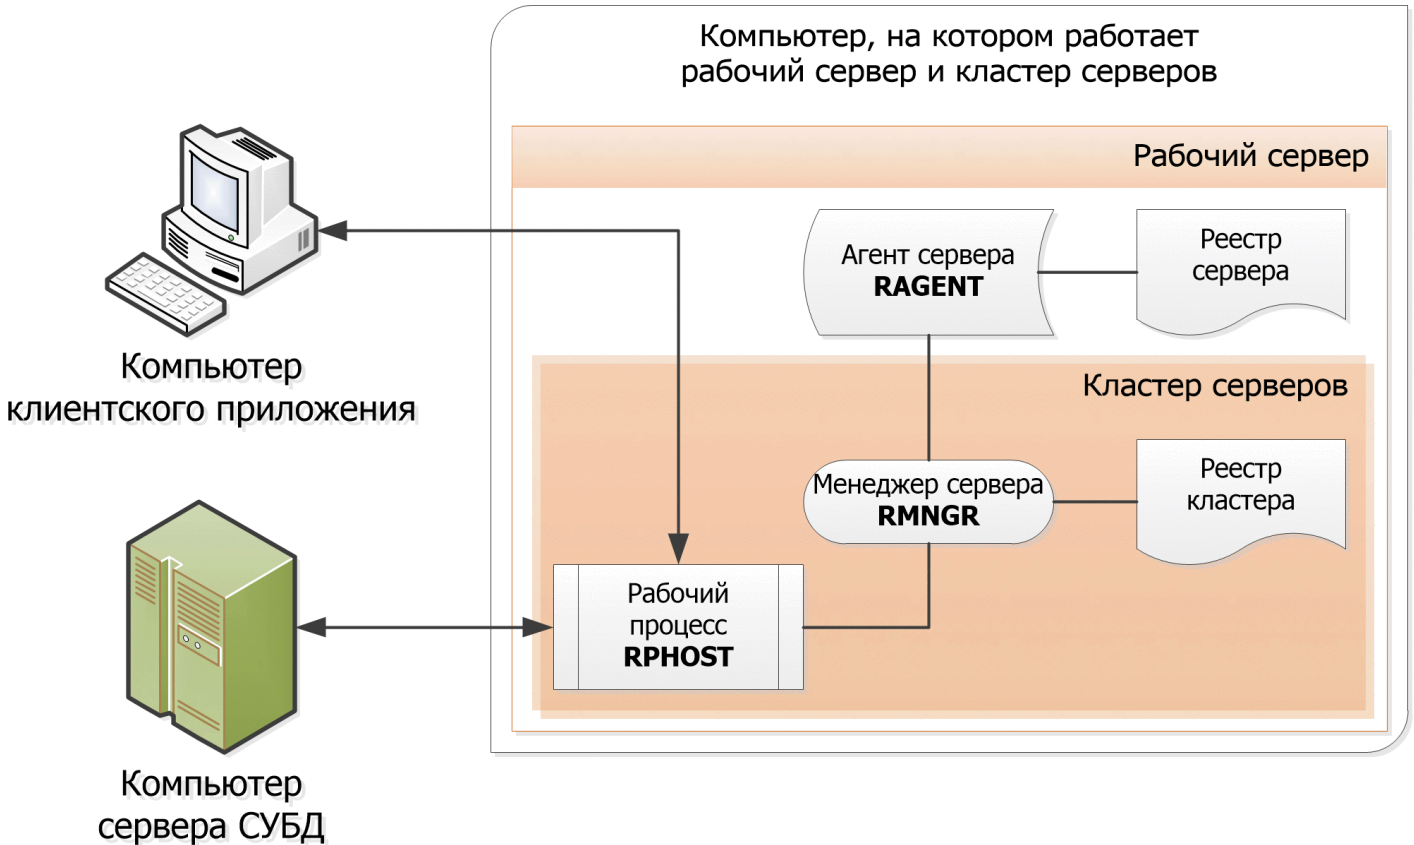 Компьютер, на котором работает
рабочий сервер и кластер серверов
Рабочий сервер
Агент сервера
RAGENT
Реестр
сервера
Компьютер
клиентского приложения
Кластер серверов
Менеджер сервера
RMNGR
Реестр
кластера
Рабочий
процесс
RPHOST
Компьютер
сервера СУБД